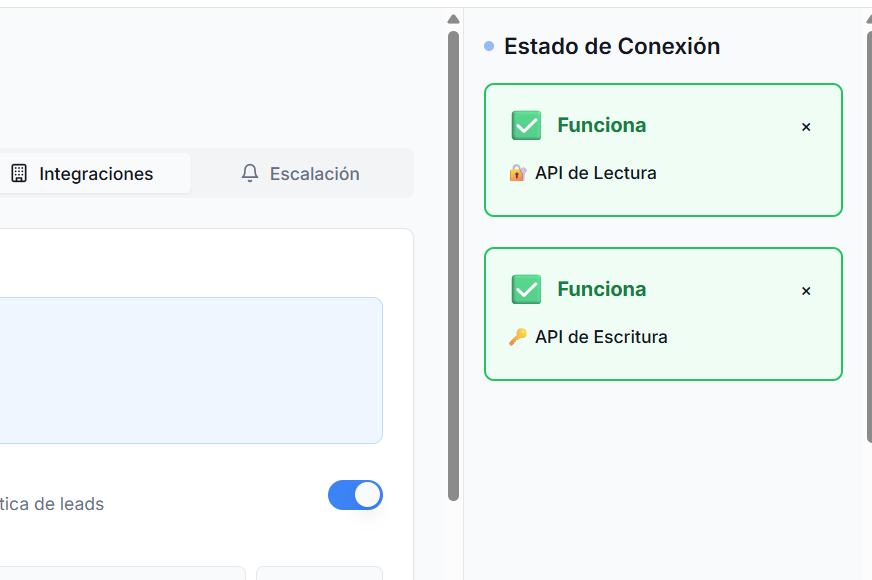 Estado de Conexión
Funciona
×
API de Lectura
Funciona
×
API de Escritura
Integraciones
Escalación
tica de leads